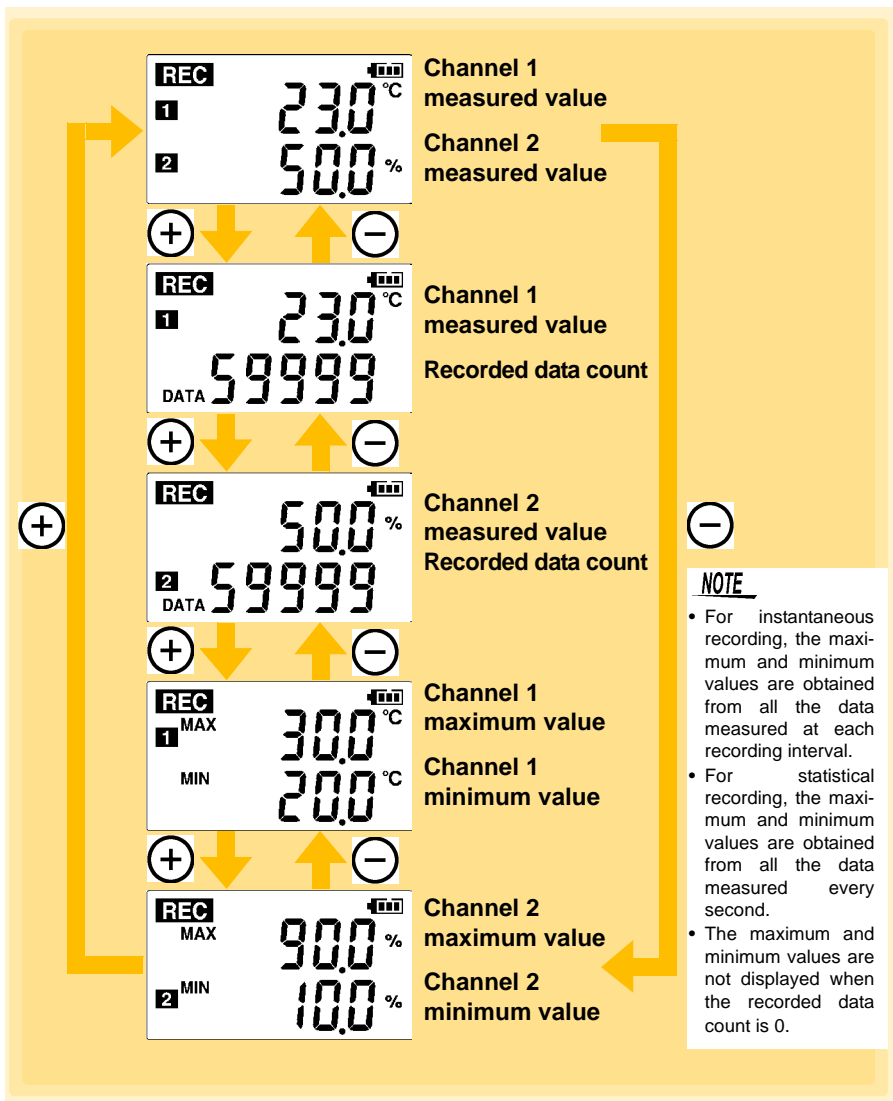 REC
1 23.0 °C
2 50.0 %
Channel 1
measured value
Channel 2
measured value
+ −
REC
1 23.0 °C
DATA 59999
Channel 1
measured value
Recorded data count
+ −
REC
50.0 %
2
DATA 59999
Channel 2
measured value
Recorded data count
+
−
+ −
REC
1 MAX 30.0 °C
MIN 20.0 °C
Channel 1
maximum value
Channel 1
minimum value
+ −
REC
MAX 90.0 %
2 MIN 10.0 %
Channel 2
maximum value
Channel 2
minimum value
NOTE
• For instantaneous
recording, the maxi-
mum and minimum
values are obtained
from all the data
measured at each
recording interval.
• For statistical
recording, the maxi-
mum and minimum
values are obtained
from all the data
measured every
second.
• The maximum and
minimum values are
not displayed when
the recorded data
count is 0.